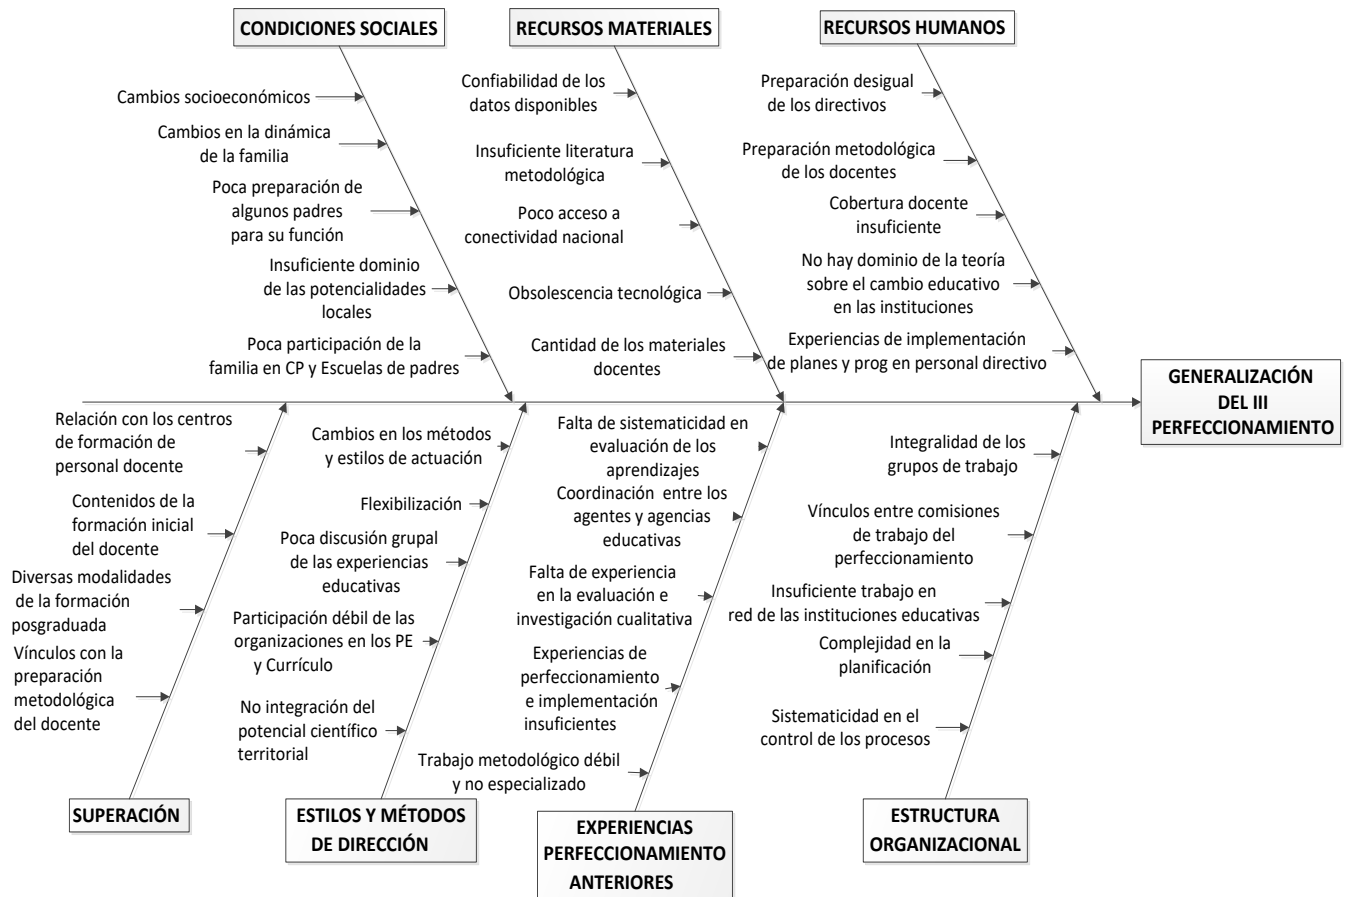 CONDICIONES SOCIALES
RECURSOS MATERIALES
RECURSOS HUMANOS
Cambios socioeconómicos
Cambios en la dinámica
de la familia
Poca preparación de
algunos padres
para su función
Insuficiente dominio
de las potencialidades
locales
Poca participación de la
familia en CP y Escuelas de padres
Confiabilidad de los
datos disponibles
Insuficiente literatura
metodológica
Poco acceso a
conectividad nacional
Obsolescencia tecnológica
Cantidad de los materiales
docentes
Preparación desigual
de los directivos
Preparación metodológica
de los docentes
Cobertura docente
insuficiente
No hay dominio de la teoría
sobre el cambio educativo
en las instituciones
Experiencias de implementación
de planes y prog en personal directivo
GENERALIZACIÓN
DEL III
PERFECCIONAMIENTO
Relación con los centros
de formación de
personal docente
Contenidos de la
formación inicial
del docente
Diversas modalidades
de la formación
posgraduada
Vínculos con la
preparación
metodológica
del docente
Cambios en los métodos
y estilos de actuación
Flexibilización
Poca discusión grupal
de las experiencias
educativas
Participación débil de las
organizaciones en los PE
y Currículo
No integración del
potencial científico
territorial
Falta de sistematicidad en
evaluación de los
aprendizajes
Coordinación entre los
agentes y agencias
educativas
Falta de experiencia
en la evaluación e
investigación cualitativa
Experiencias de
perfeccionamiento
e implementación
insuficientes
Trabajo metodológico débil
y no especializado
Integralidad de los
grupos de trabajo
Vínculos entre comisiones
de trabajo del
perfeccionamiento
Insuficiente trabajo en
red de las instituciones educativas
Complejidad en la
planificación
Sistematicidad en el
control de los procesos
SUPERACIÓN
ESTILOS Y MÉTODOS
DE DIRECCIÓN
EXPERIENCIAS
PERFECCIONAMIENTO
ANTERIORES
ESTRUCTURA
ORGANIZACIONAL